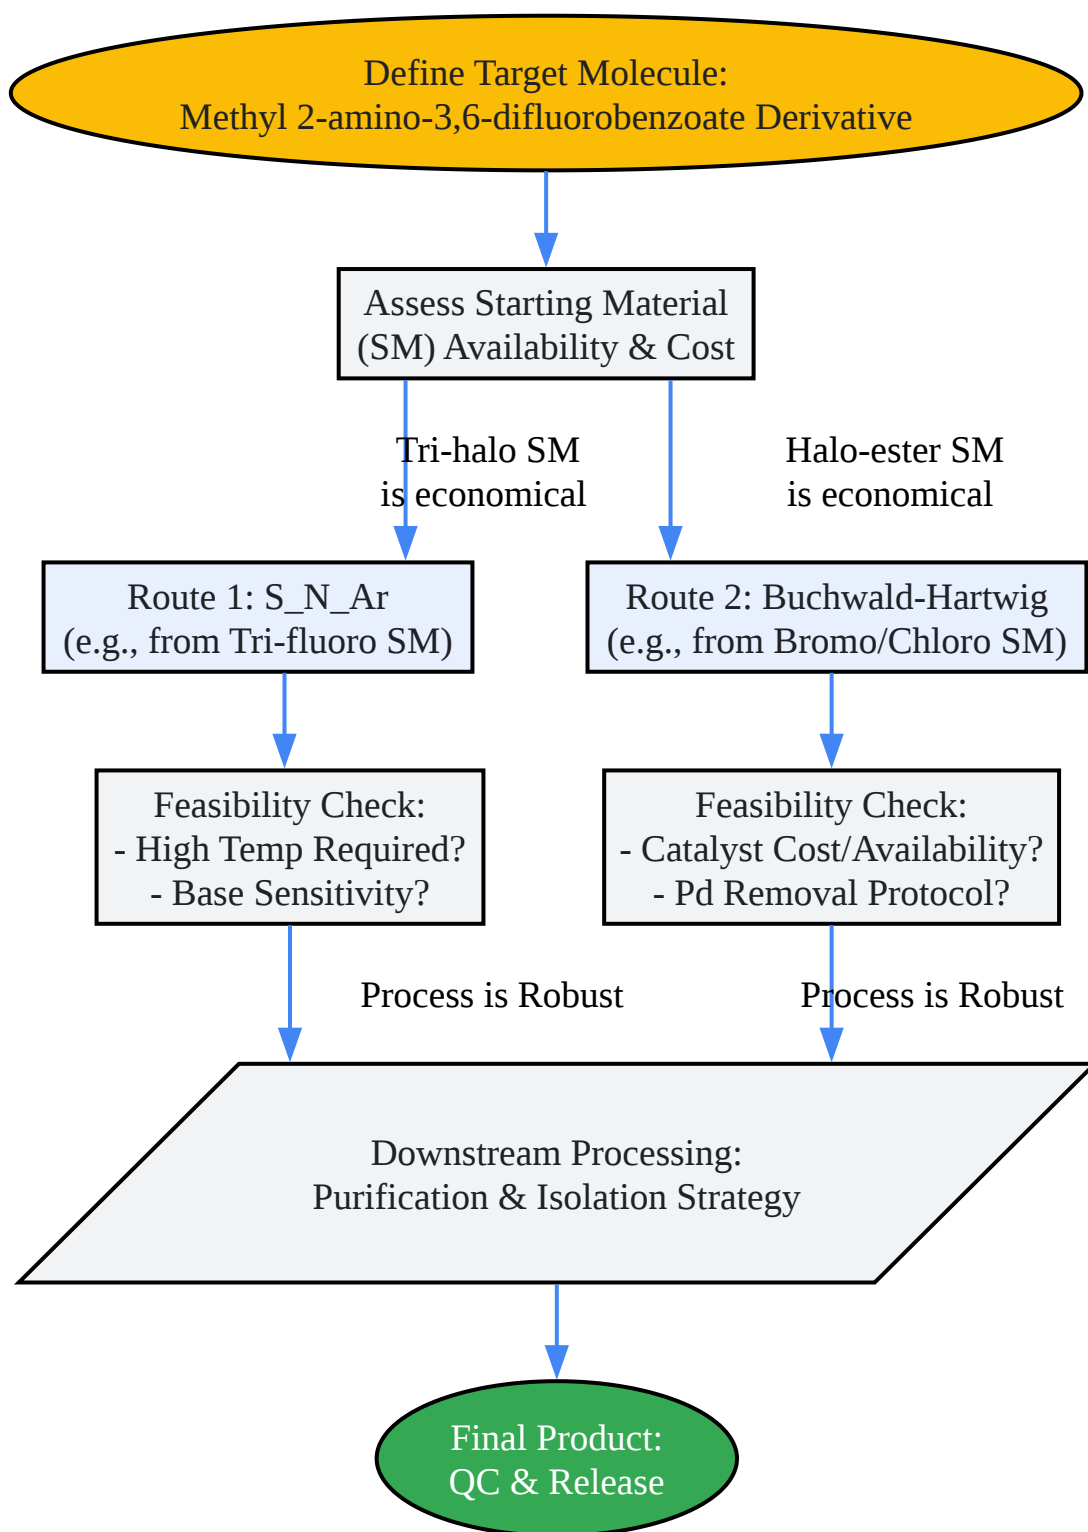 Define Target Molecule:
Methyl 2-amino-3,6-difluorobenzoate Derivative
Assess Starting Material
(SM) Availability & Cost
Tri-halo SM
is economical
Halo-ester SM
is economical
Route 1: S_N_Ar
(e.g., from Tri-fluoro SM)
Route 2: Buchwald-Hartwig
(e.g., from Bromo/Chloro SM)
Feasibility Check:
- High Temp Required?
- Base Sensitivity?
Feasibility Check:
- Catalyst Cost/Availability?
- Pd Removal Protocol?
Process is Robust
Process is Robust
Downstream Processing:
Purification & Isolation Strategy
Final Product:
QC & Release